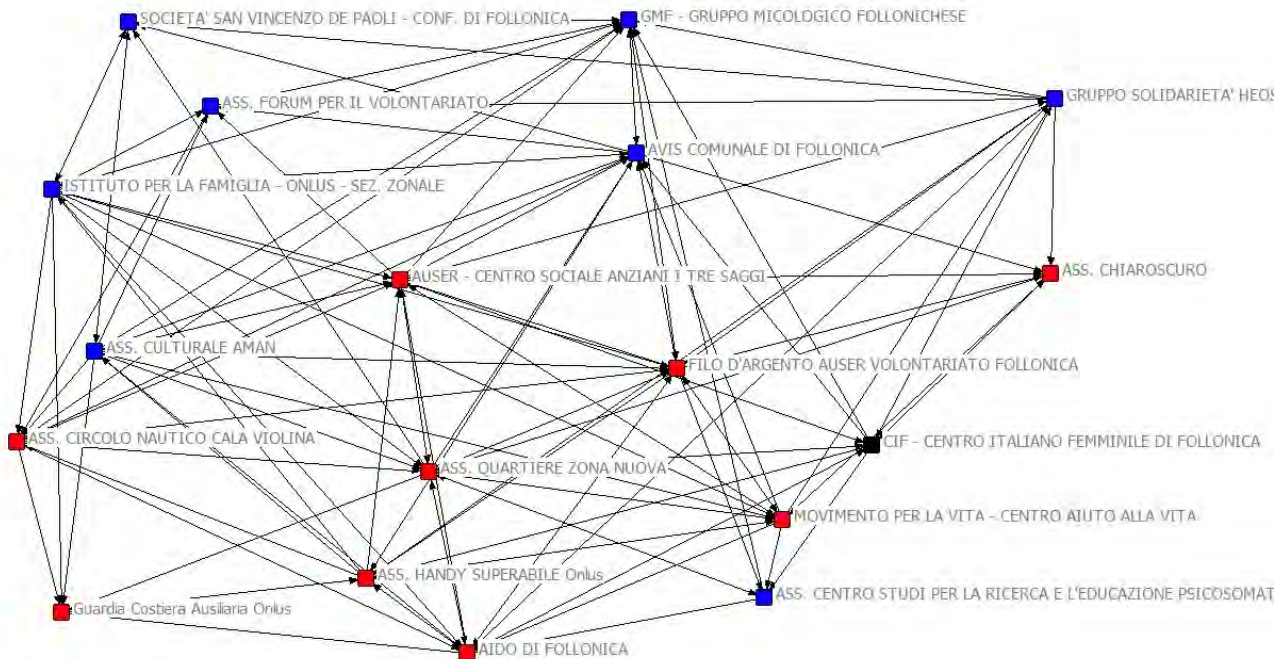 SOCIETA' SAN VINCENZO DE PAOLI - CONF. DI FOLLONICA
GMF - GRUPPO MICOLOGICO FOLLONICHESE
GRUPPO SOLIDARIETA' HEOS
ASS. FORUM PER IL VOLONTARIATO
AVIS COMUNALE DI FOLLONICA
ISTITUTO PER LA FAMIGLIA - ONLUS - SEZ. ZONALE
AUSER - CENTRO SOCIALE ANZIANI I TRE SAGGI
ASS. CHIAROSCURO
ASS. CULTURALE AMAN
FILO D'ARGENTO AUSER VOLONTARIATO FOLLONICA
ASS. CIRCOLO NAUTICO CALA VIOLINA
CIF - CENTRO ITALIANO FEMMINILE DI FOLLONICA
ASS. QUARTIERE ZONA NUOVA
MOVIMENTO PER LA VITA - CENTRO AIUTO ALLA VITA
ASS. HANDY SUPERABILE Onlus
ASS. CENTRO STUDI PER LA RICERCA E L'EDUCAZIONE PSICOSOMAT
Guardia Costiera Ausiliaria Onlus
AIDO DI FOLLONICA